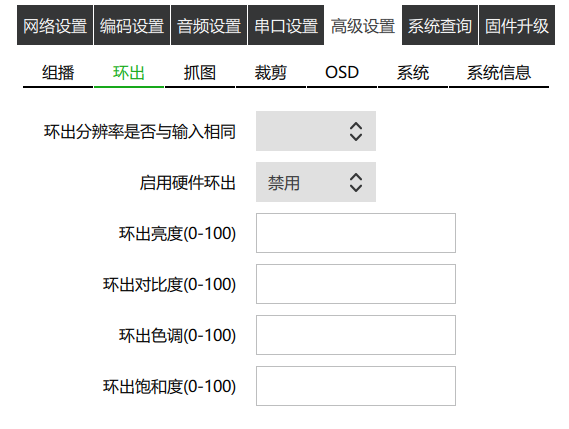 网络设置 编码设置 音频设置 串口设置 高级设置 系统查询 固件升级
组播 环出 抓图 裁剪 OSD 系统 系统信息
环出分辨率是否与输入相同
启用硬件环出 禁用
环出亮度(0-100)
环出对比度(0-100)
环出色调(0-100)
环出饱和度(0-100)